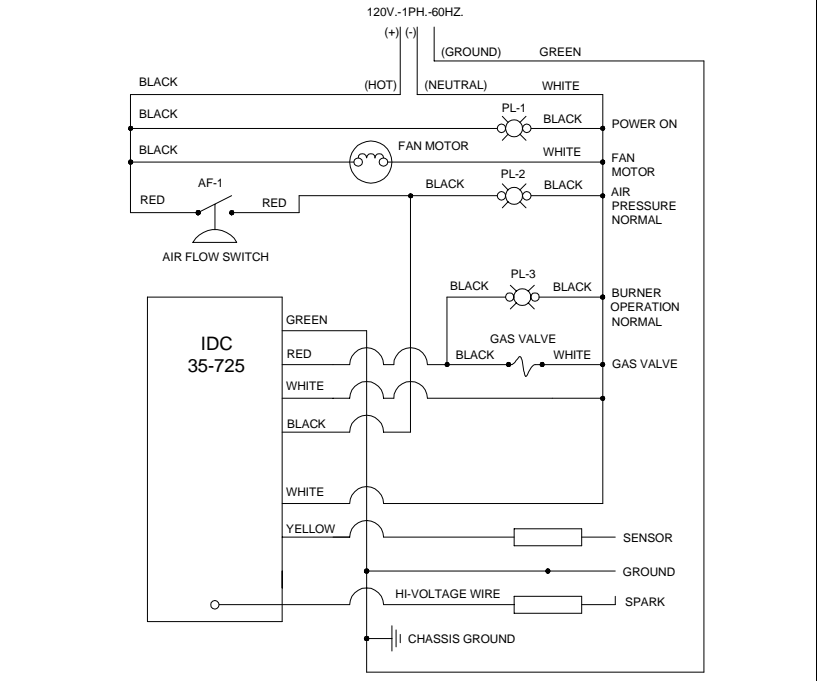 120V.-1PH.-60HZ.
(+) (-)
(GROUND) GREEN
BLACK (HOT) (NEUTRAL) WHITE
PL-1
BLACK BLACK POWER ON
BLACK FAN MOTOR WHITE FAN
MOTOR
PL-2
AF-1 BLACK BLACK AIR
PRESSURE
NORMAL
RED RED
AIR FLOW SWITCH
PL-3
BLACK BLACK BURNER
OPERATION
NORMAL
IDC
35-725
GREEN
GAS VALVE
RED BLACK WHITE GAS VALVE
WHITE
BLACK
WHITE
YELLOW SENSOR
GROUND
HI-VOLTAGE WIRE SPARK
CHASSIS GROUND